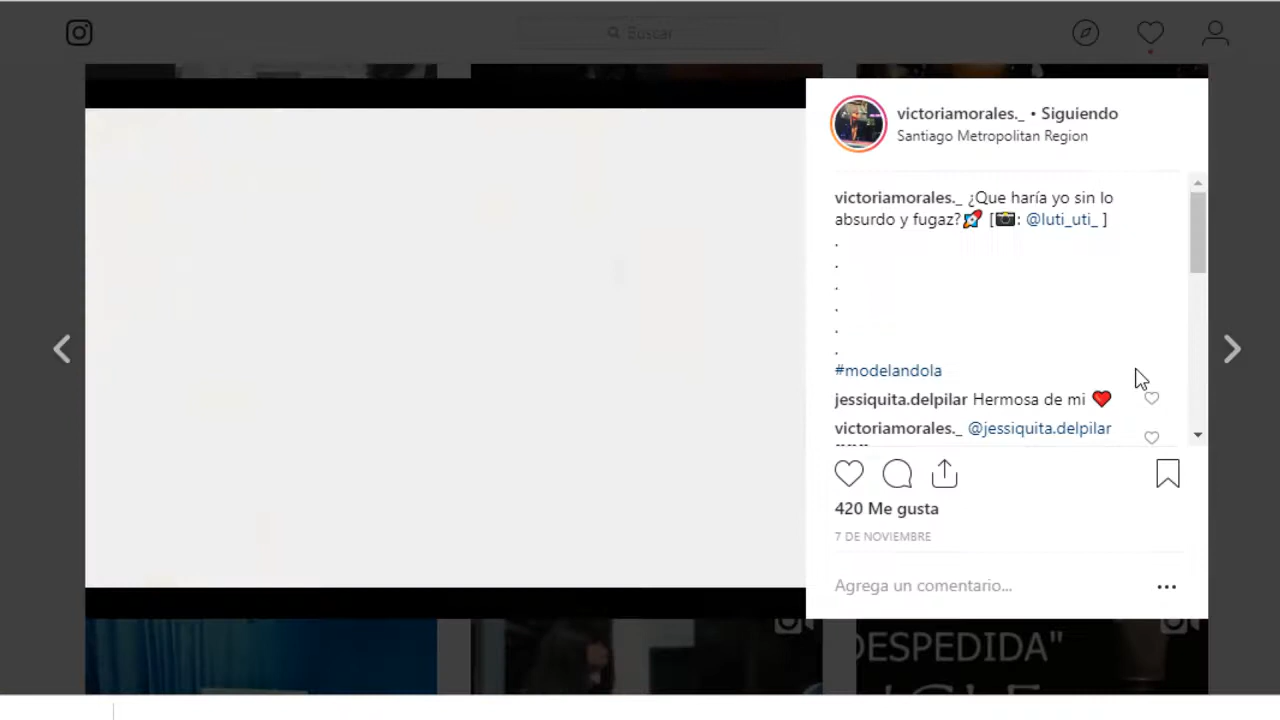 Buscar
victoriamorales._ • Siguiendo
Santiago Metropolitan Region
victoriamorales._ ¿Que haría yo sin lo
absurdo y fugaz?🚀 [📷: @luti_uti_ ]
.
.
.
.
.
.
#modelandola
jessiquita.delpilar Hermosa de mi ❤️
victoriamorales._ @jessiquita.delpilar
420 Me gusta
7 DE NOVIEMBRE
Agrega un comentario...
DESPEDIDA"